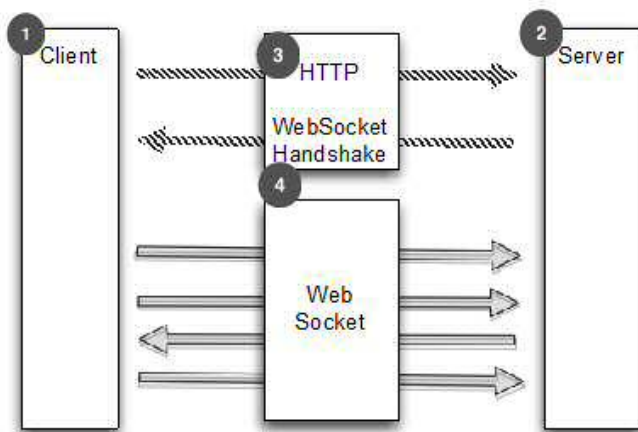 1
Client
3
HTTP
WebSocket
Handshake
2
Server
4
Web
Socket